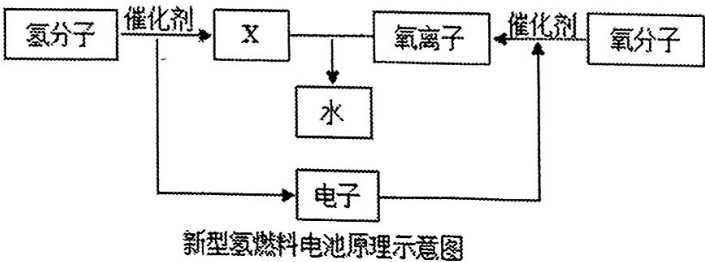 氢分子
催化剂
X
氧离子
催化剂
氧分子
水
电子
新型氢燃料电池原理示意图